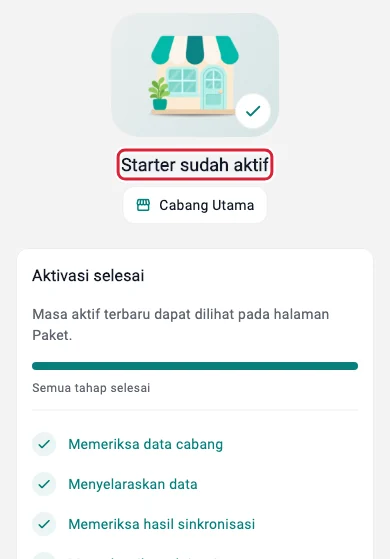 Starter sudah aktif
Cabang Utama
Aktivasi selesai
Masa aktif terbaru dapat dilihat pada halaman
Paket.
Semua tahap selesai
Memeriksa data cabang
Menyelaraskan data
Memeriksa hasil sinkronisasi